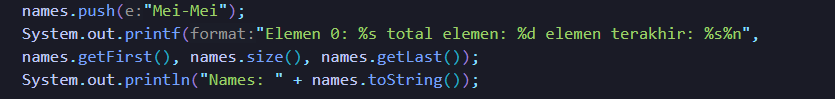 names.push(e:"Mei-Mei");
System.out.printf(format:"Elemen 0: %s total elemen: %d elemen terakhir: %s%n",
names.getFirst(), names.size(), names.getLast());
System.out.println("Names: " + names.toString());